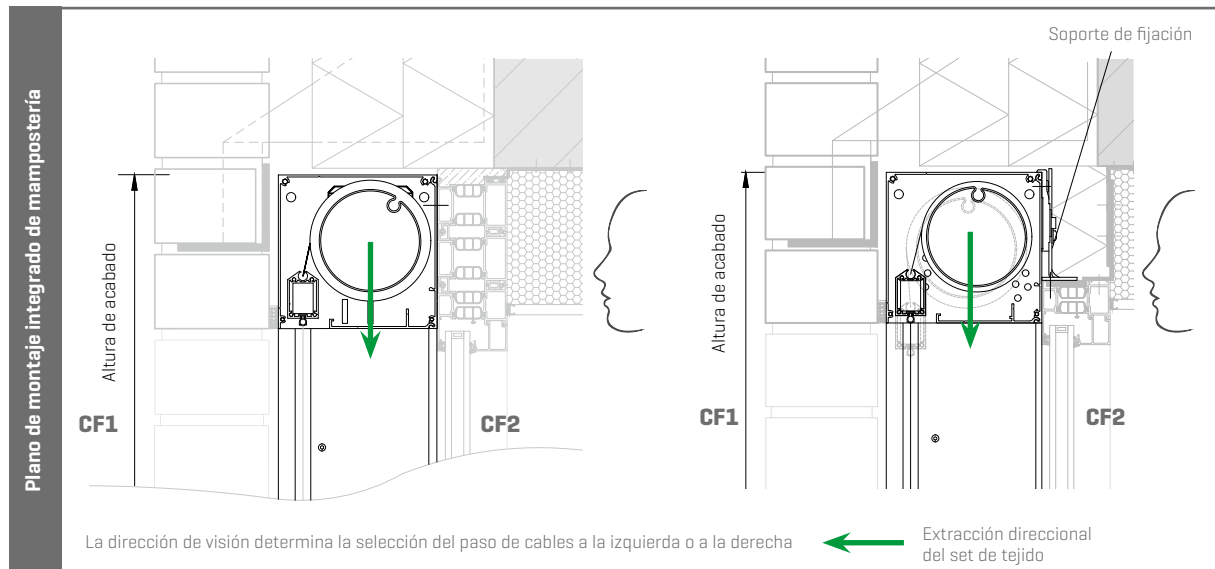 Plano de montaje integrado de mampostería
Soporte de fijación
Altura de acabado
CF1
CF2
Altura de acabado
CF1
CF2
La dirección de visión determina la selección del paso de cables a la izquierda o a la derecha
Extracción direccional
del set de tejido